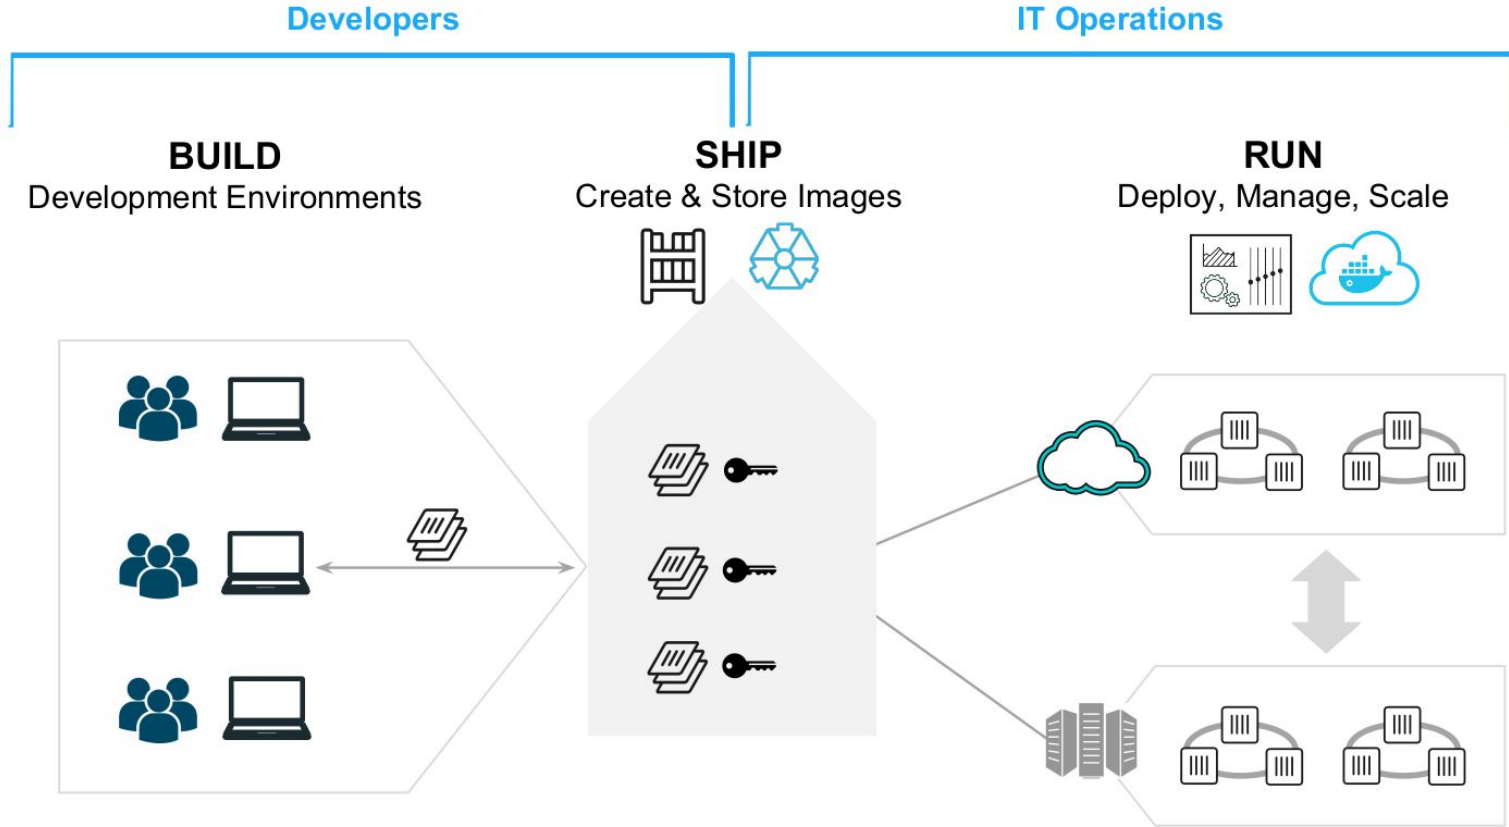 Developers
IT Operations
BUILD
Development Environments
SHIP
Create & Store Images
RUN
Deploy, Manage, Scale